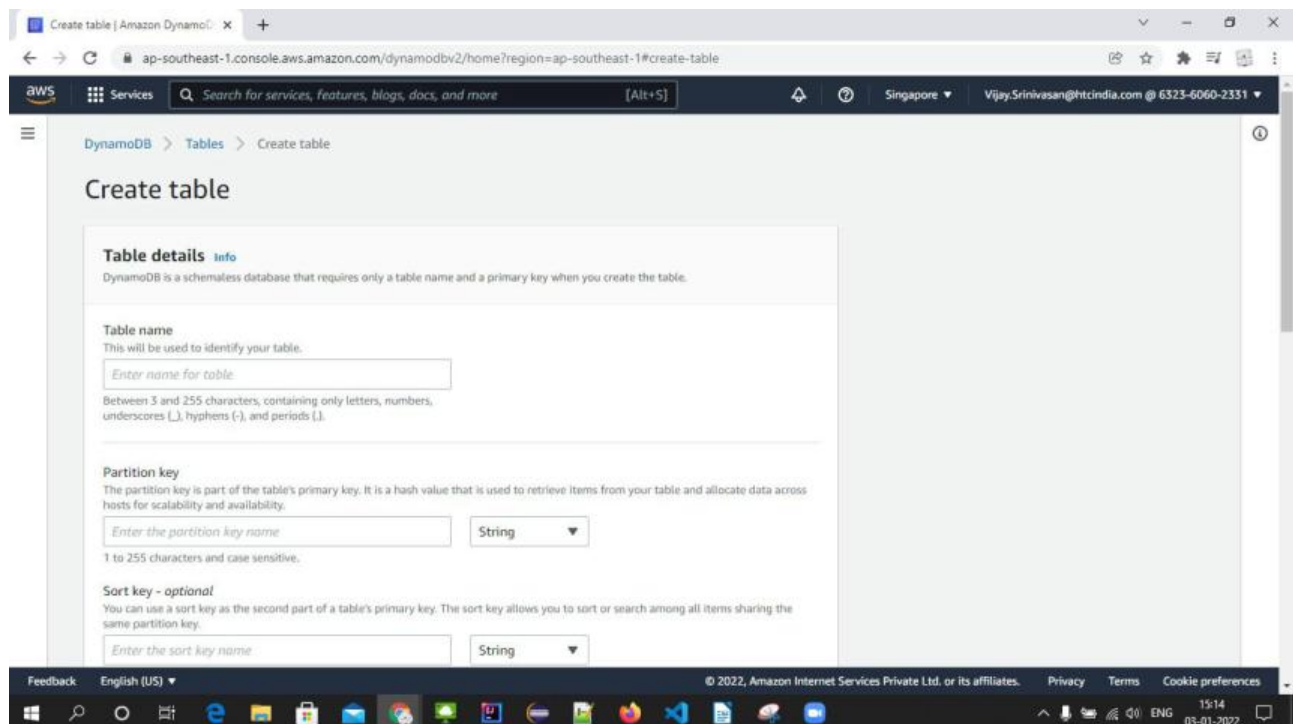 Create table | Amazon DynamoD
ap-southeast-1.console.aws.amazon.com/dynamodbv2/home?region=ap-southeast-1#create-table
aws Services Search for services, features, blogs, docs, and more [Alt+S] Singapore Vijay.Srinivasan@htcindia.com @ 6323-6060-2331
DynamoDB > Tables > Create table
Create table
Table details Info
DynamoDB is a schemaless database that requires only a table name and a primary key when you create the table.
Table name
This will be used to identify your table.
Enter name for table
Between 3 and 255 characters, containing only letters, numbers,
underscores (_), hyphens (-), and periods (.).
Partition key
The partition key is part of the table's primary key. It is a hash value that is used to retrieve items from your table and allocate data across
hosts for scalability and availability.
Enter the partition key name String
1 to 255 characters and case sensitive.
Sort key - optional
You can use a sort key as the second part of a table's primary key. The sort key allows you to sort or search among all items sharing the
same partition key.
Enter the sort key name String
Feedback English (US) © 2022, Amazon Internet Services Private Ltd. or its affiliates. Privacy Terms Cookie preferences
ENG 15:14
03-01-2022